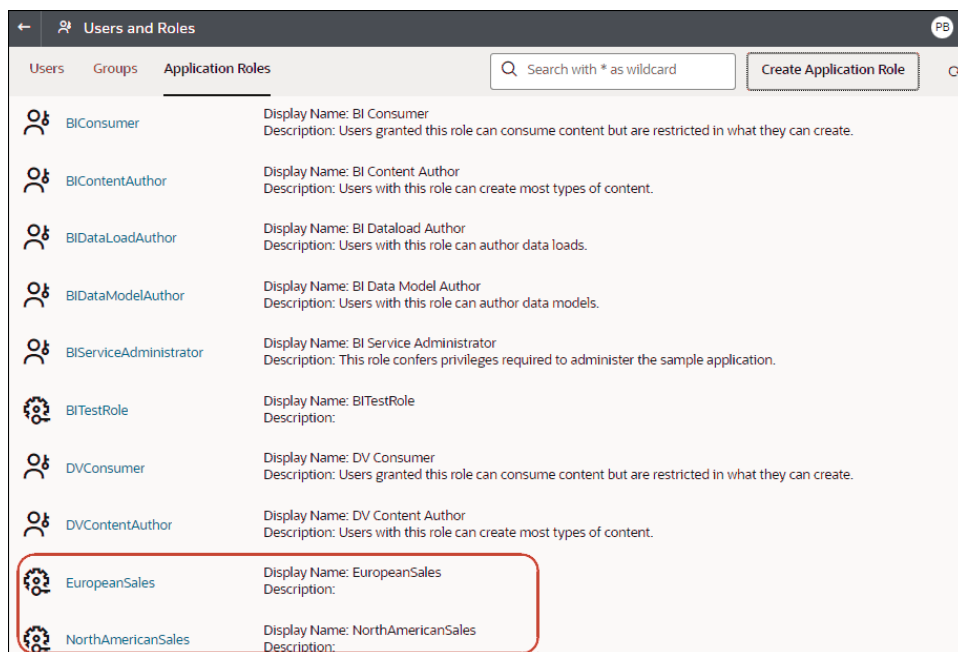 Users and Roles
PB
Users Groups Application Roles Search with * as wildcard Create Application Role
BIConsumer
Display Name: BI Consumer
Description: Users granted this role can consume content but are restricted in what they can create.
BIContentAuthor
Display Name: BI Content Author
Description: Users with this role can create most types of content.
BIDataLoadAuthor
Display Name: BI Dataload Author
Description: Users with this role can author data loads.
BIDataModelAuthor
Display Name: BI Data Model Author
Description: Users with this role can author data models.
BIServiceAdministrator
Display Name: BI Service Administrator
Description: This role confers privileges required to administer the sample application.
BITestRole
Display Name: BITestRole
Description:
DVConsumer
Display Name: DV Consumer
Description: Users granted this role can consume content but are restricted in what they can create.
DVContentAuthor
Display Name: DV Content Author
Description: Users with this role can create most types of content.
EuropeanSales
Display Name: EuropeanSales
Description:
NorthAmericanSales
Display Name: NorthAmericanSales
Description: